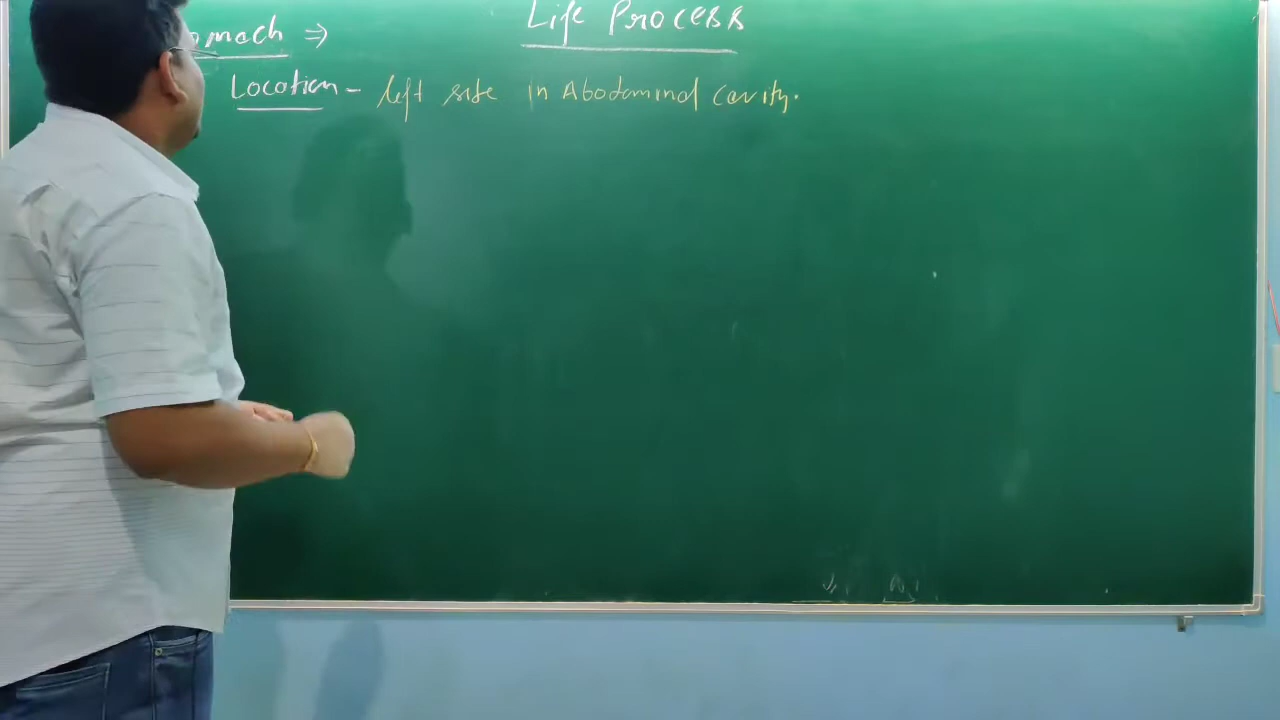 Life Process
omach ⇒
Location - left side in Abodominal cavity.